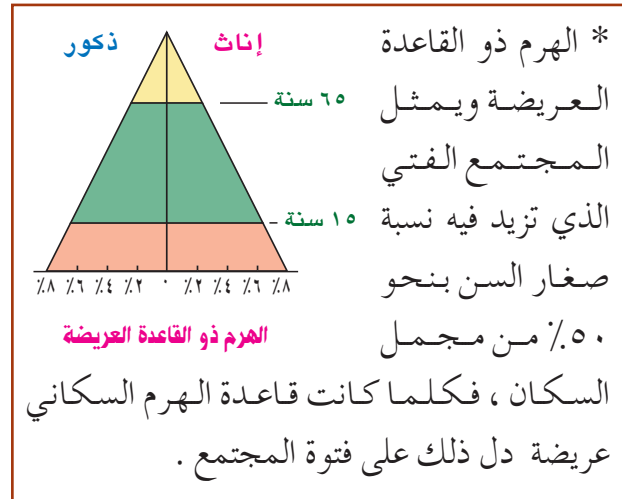 * الهرم ذو القاعدة
العريضة ويمثل
المجتمع الفتي
الذي تزيد فيه نسبة
صغار السن بنحو
٥٠٪ من مجمل
السكان ، فكلما كانت قاعدة الهرم السكاني
عريضة دل ذلك على فتوة المجتمع .
إناث ذكور
٦٥ سنة
١٥ سنة
٨٪ ٦٪ ٤٪ ٢٪ ٠ ٢٪ ٤٪ ٦٪ ٨٪
الهرم ذو القاعدة العريضة